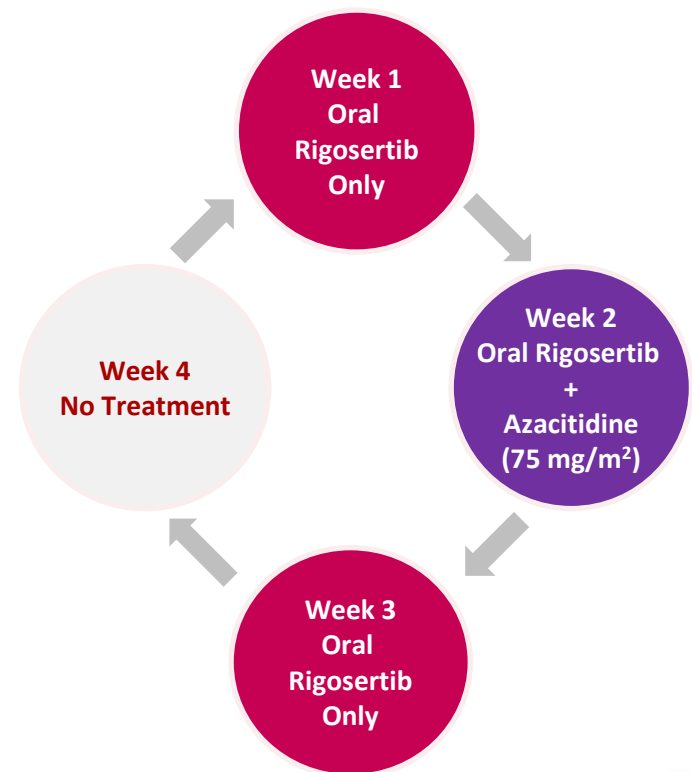 Week 1
Oral
Rigosertib
Only
Week 2
Oral Rigosertib
+
Azacitidine
(75 mg/m²)
Week 3
Oral
Rigosertib
Only
Week 4
No Treatment